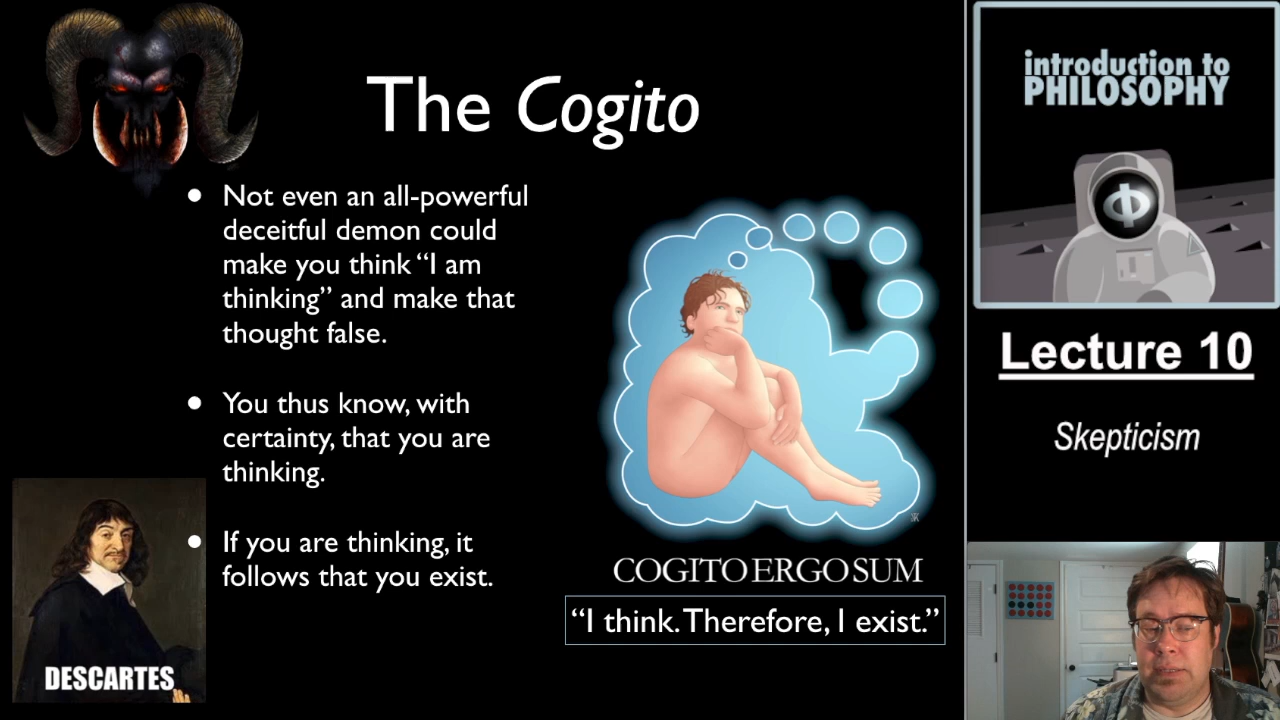 The Cogito
• Not even an all-powerful
deceitful demon could
make you think “I am
thinking” and make that
thought false.
• You thus know, with
certainty, that you are
thinking.
• If you are thinking, it
follows that you exist.
DESCARTES
COGITO ERGO SUM
“I think. Therefore, I exist.”
introduction to
PHILOSOPHY
Φ
Lecture 10
Skepticism